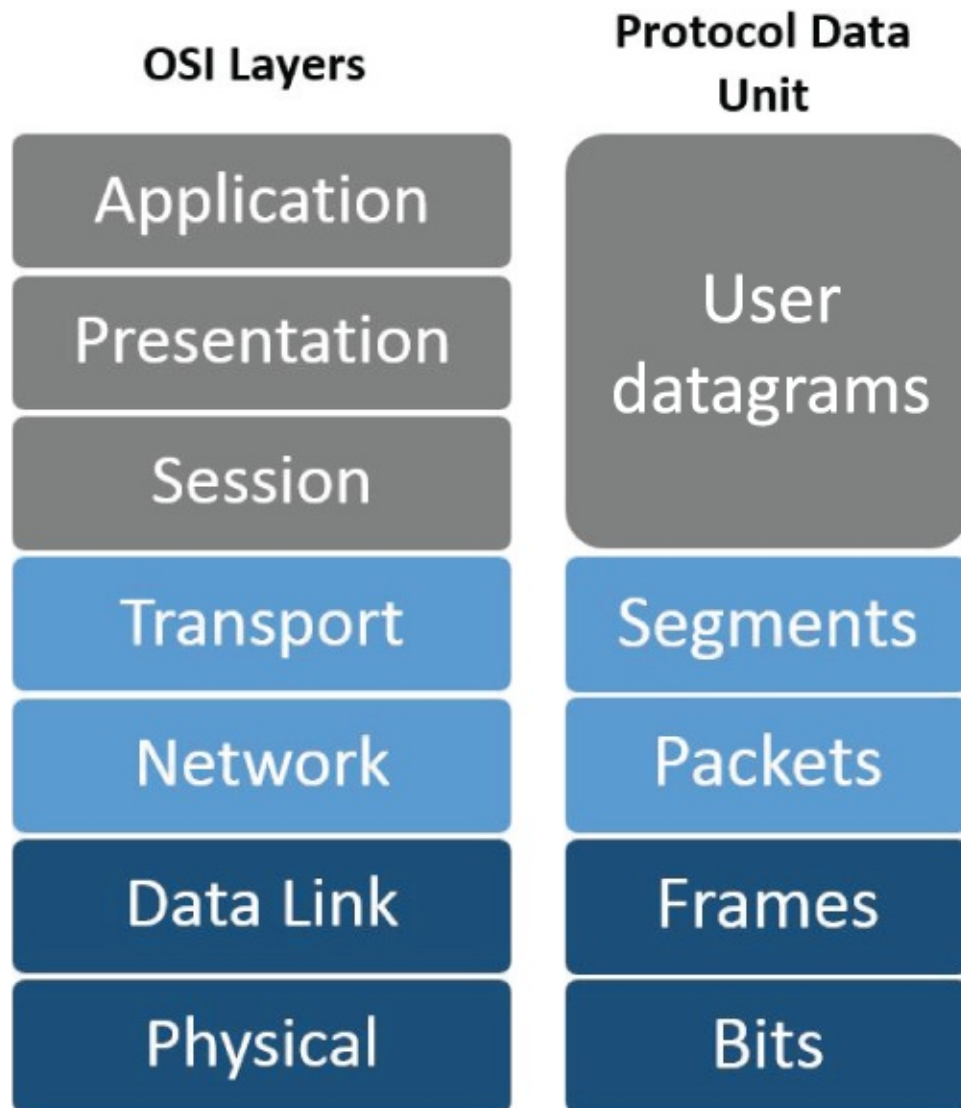 OSI Layers
Protocol Data
Unit
Application
Presentation
Session
User
datagrams
Transport
Segments
Network
Packets
Data Link
Frames
Physical
Bits